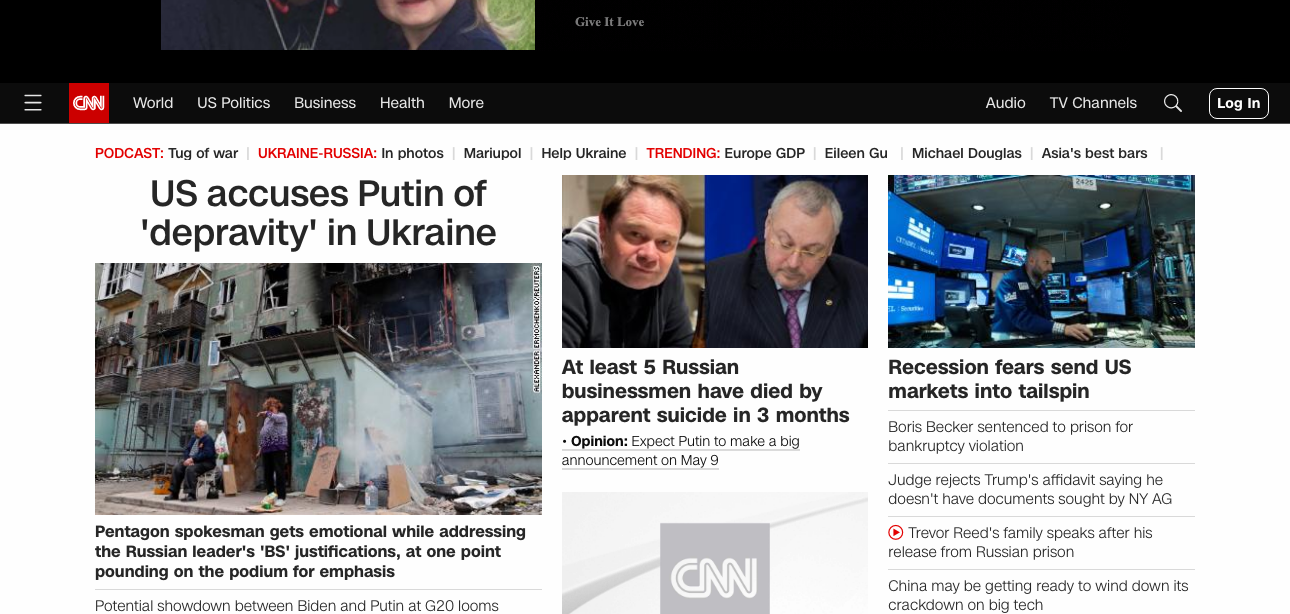 Give It Love
CNN World US Politics Business Health More Audio TV Channels Log In
PODCAST: Tug of war | UKRAINE-RUSSIA: In photos | Mariupol | Help Ukraine | TRENDING: Europe GDP | Eileen Gu | Michael Douglas | Asia's best bars |
US accuses Putin of
'depravity' in Ukraine
ALEXANDER ERMOCHENKO/REUTERS
Pentagon spokesman gets emotional while addressing
the Russian leader's 'BS' justifications, at one point
pounding on the podium for emphasis
Potential showdown between Biden and Putin at G20 looms
At least 5 Russian
businessmen have died by
apparent suicide in 3 months
• Opinion: Expect Putin to make a big
announcement on May 9
CNN
2425
Recession fears send US
markets into tailspin
Boris Becker sentenced to prison for
bankruptcy violation
Judge rejects Trump's affidavit saying he
doesn't have documents sought by NY AG
Trevor Reed's family speaks after his
release from Russian prison
China may be getting ready to wind down its
crackdown on big tech